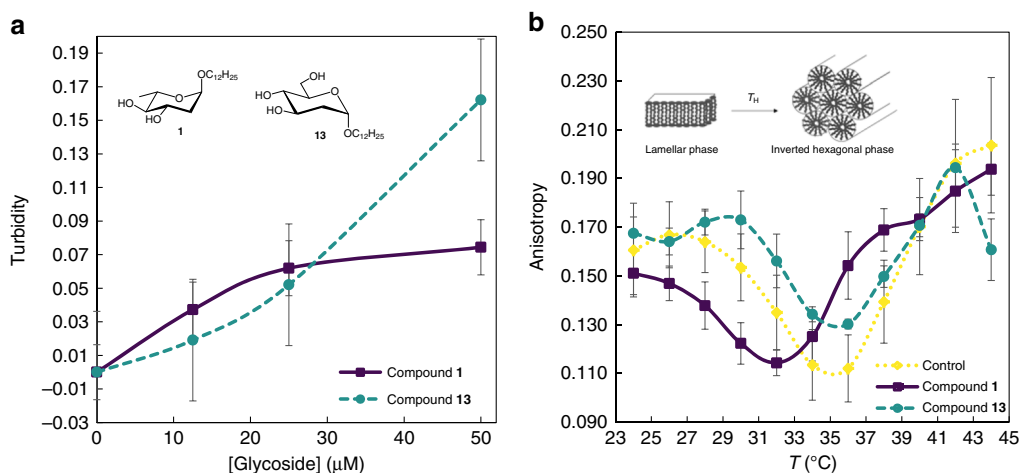 a
0.19
0.17
0.15
0.13
0.11
0.09
0.07
0.05
0.03
0.01
−0.01
−0.03
Turbidity
0
10
20
30
40
50
[Glycoside] (μM)
OC12H25
HO
HO
O
1
OH
HO
HO
O
OC12H25
13
Compound 1
Compound 13
b
0.250
0.230
0.210
0.190
0.170
0.150
0.130
0.110
0.090
Anisotropy
23 25 27 29 31 33 35 37 39 41 43 45
T (°C)
TH
Lamellar phase
Inverted hexagonal phase
Control
Compound 1
Compound 13